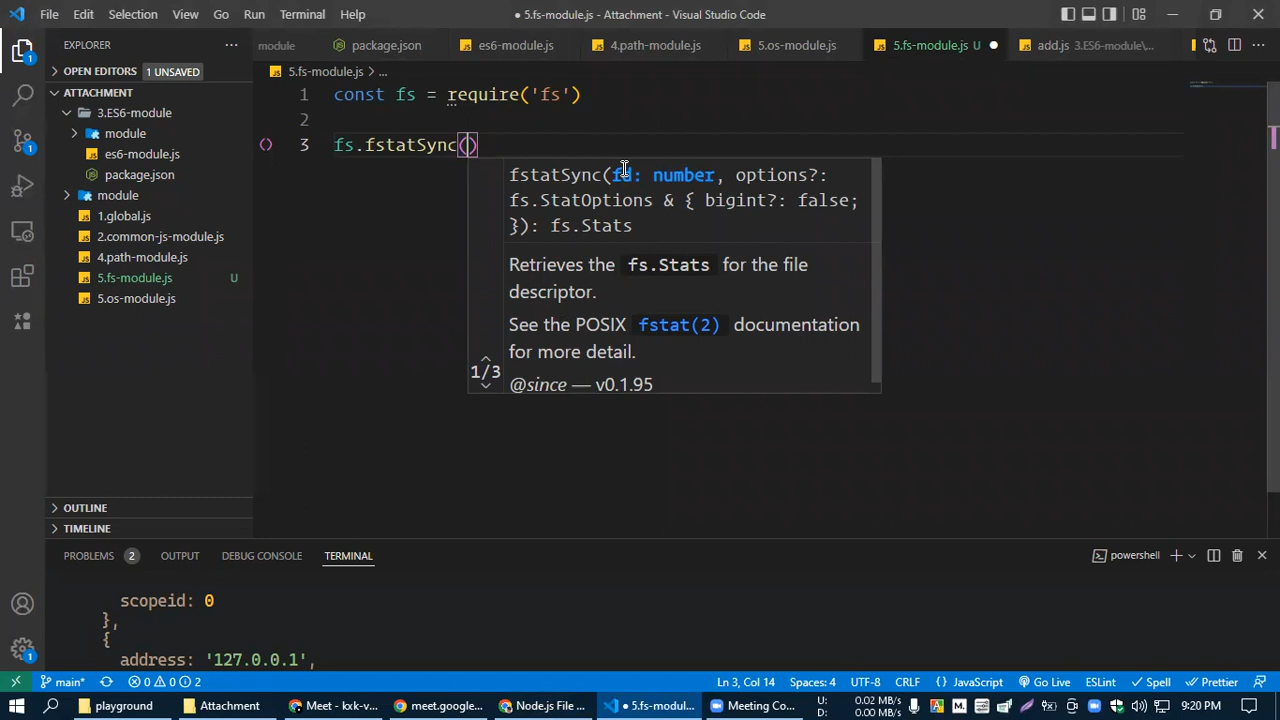 File Edit Selection View Go Run Terminal Help
● 5.fs-module.js - Attachment - Visual Studio Code
EXPLORER
module package.json es6-module.js 4.path-module.js 5.os-module.js 5.fs-module.js U add.js 3.ES6-module\...
OPEN EDITORS 1 UNSAVED
5.fs-module.js > ...
ATTACHMENT
3.ES6-module
module
es6-module.js
package.json
module
1.global.js
2.common-js-module.js
4.path-module.js
5.fs-module.js U
5.os-module.js
OUTLINE
TIMELINE
1 const fs = require('fs')
2
3 fs.fstatSync()
fstatSync(fd: number, options?:
fs.StatOptions & { bigint?: false;
}): fs.Stats
Retrieves the fs.Stats for the file
descriptor.
See the POSIX fstat(2) documentation
for more detail.
1/3
@since — v0.1.95
PROBLEMS 2 OUTPUT DEBUG CONSOLE TERMINAL
powershell
scopeid: 0
},
{
address: '127.0.0.1',
main* 0 0 2
Ln 3, Col 14 Spaces: 4 UTF-8 CRLF {} JavaScript Go Live ESLint Spell Prettier
playground Attachment Meet - kxk-v... meet.google... Node.js File ... ● 5.fs-modul... Meeting Co...
U: 0.02 MB/s
D: 0.00 MB/s
9:20 PM